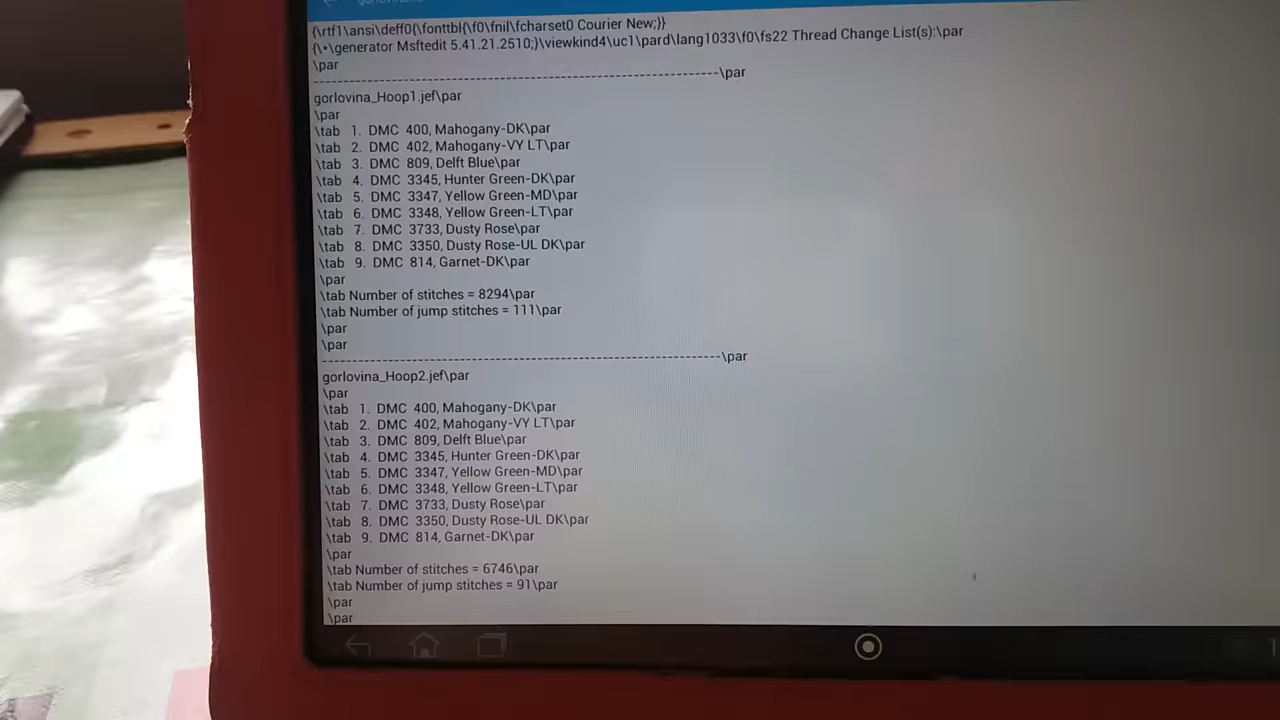 {\rtf1\ansi\deff0{\fonttbl{\f0\fnil\fcharset0 Courier New;}}
{\*\generator Msftedit 5.41.21.2510;}\viewkind4\uc1\pard\lang1033\f0\fs22 Thread Change List(s):\par
\par
----------------------------------------------------------------------\par
gorlovina_Hoop1.jef\par
\par
\tab 1. DMC 400, Mahogany-DK\par
\tab 2. DMC 402, Mahogany-VY LT\par
\tab 3. DMC 809, Delft Blue\par
\tab 4. DMC 3345, Hunter Green-DK\par
\tab 5. DMC 3347, Yellow Green-MD\par
\tab 6. DMC 3348, Yellow Green-LT\par
\tab 7. DMC 3733, Dusty Rose\par
\tab 8. DMC 3350, Dusty Rose-UL DK\par
\tab 9. DMC 814, Garnet-DK\par
\par
\tab Number of stitches = 8294\par
\tab Number of jump stitches = 111\par
\par
\par
----------------------------------------------------------------------\par
gorlovina_Hoop2.jef\par
\par
\tab 1. DMC 400, Mahogany-DK\par
\tab 2. DMC 402, Mahogany-VY LT\par
\tab 3. DMC 809, Delft Blue\par
\tab 4. DMC 3345, Hunter Green-DK\par
\tab 5. DMC 3347, Yellow Green-MD\par
\tab 6. DMC 3348, Yellow Green-LT\par
\tab 7. DMC 3733, Dusty Rose\par
\tab 8. DMC 3350, Dusty Rose-UL DK\par
\tab 9. DMC 814, Garnet-DK\par
\par
\tab Number of stitches = 6746\par
\tab Number of jump stitches = 91\par
\par
\par